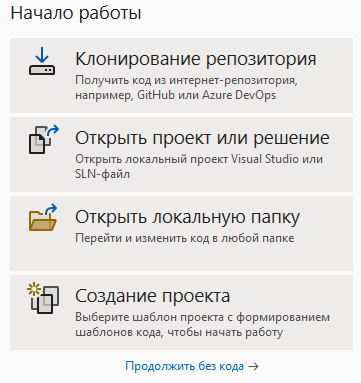 Начало работы
Клонирование репозитория
Получить код из интернет-репозитория,
например, GitHub или Azure DevOps
Открыть проект или решение
Открыть локальный проект Visual Studio или
SLN-файл
Открыть локальную папку
Перейти и изменить код в любой папке
Создание проекта
Выберите шаблон проекта с формированием
шаблонов кода, чтобы начать работу
Продолжить без кода →